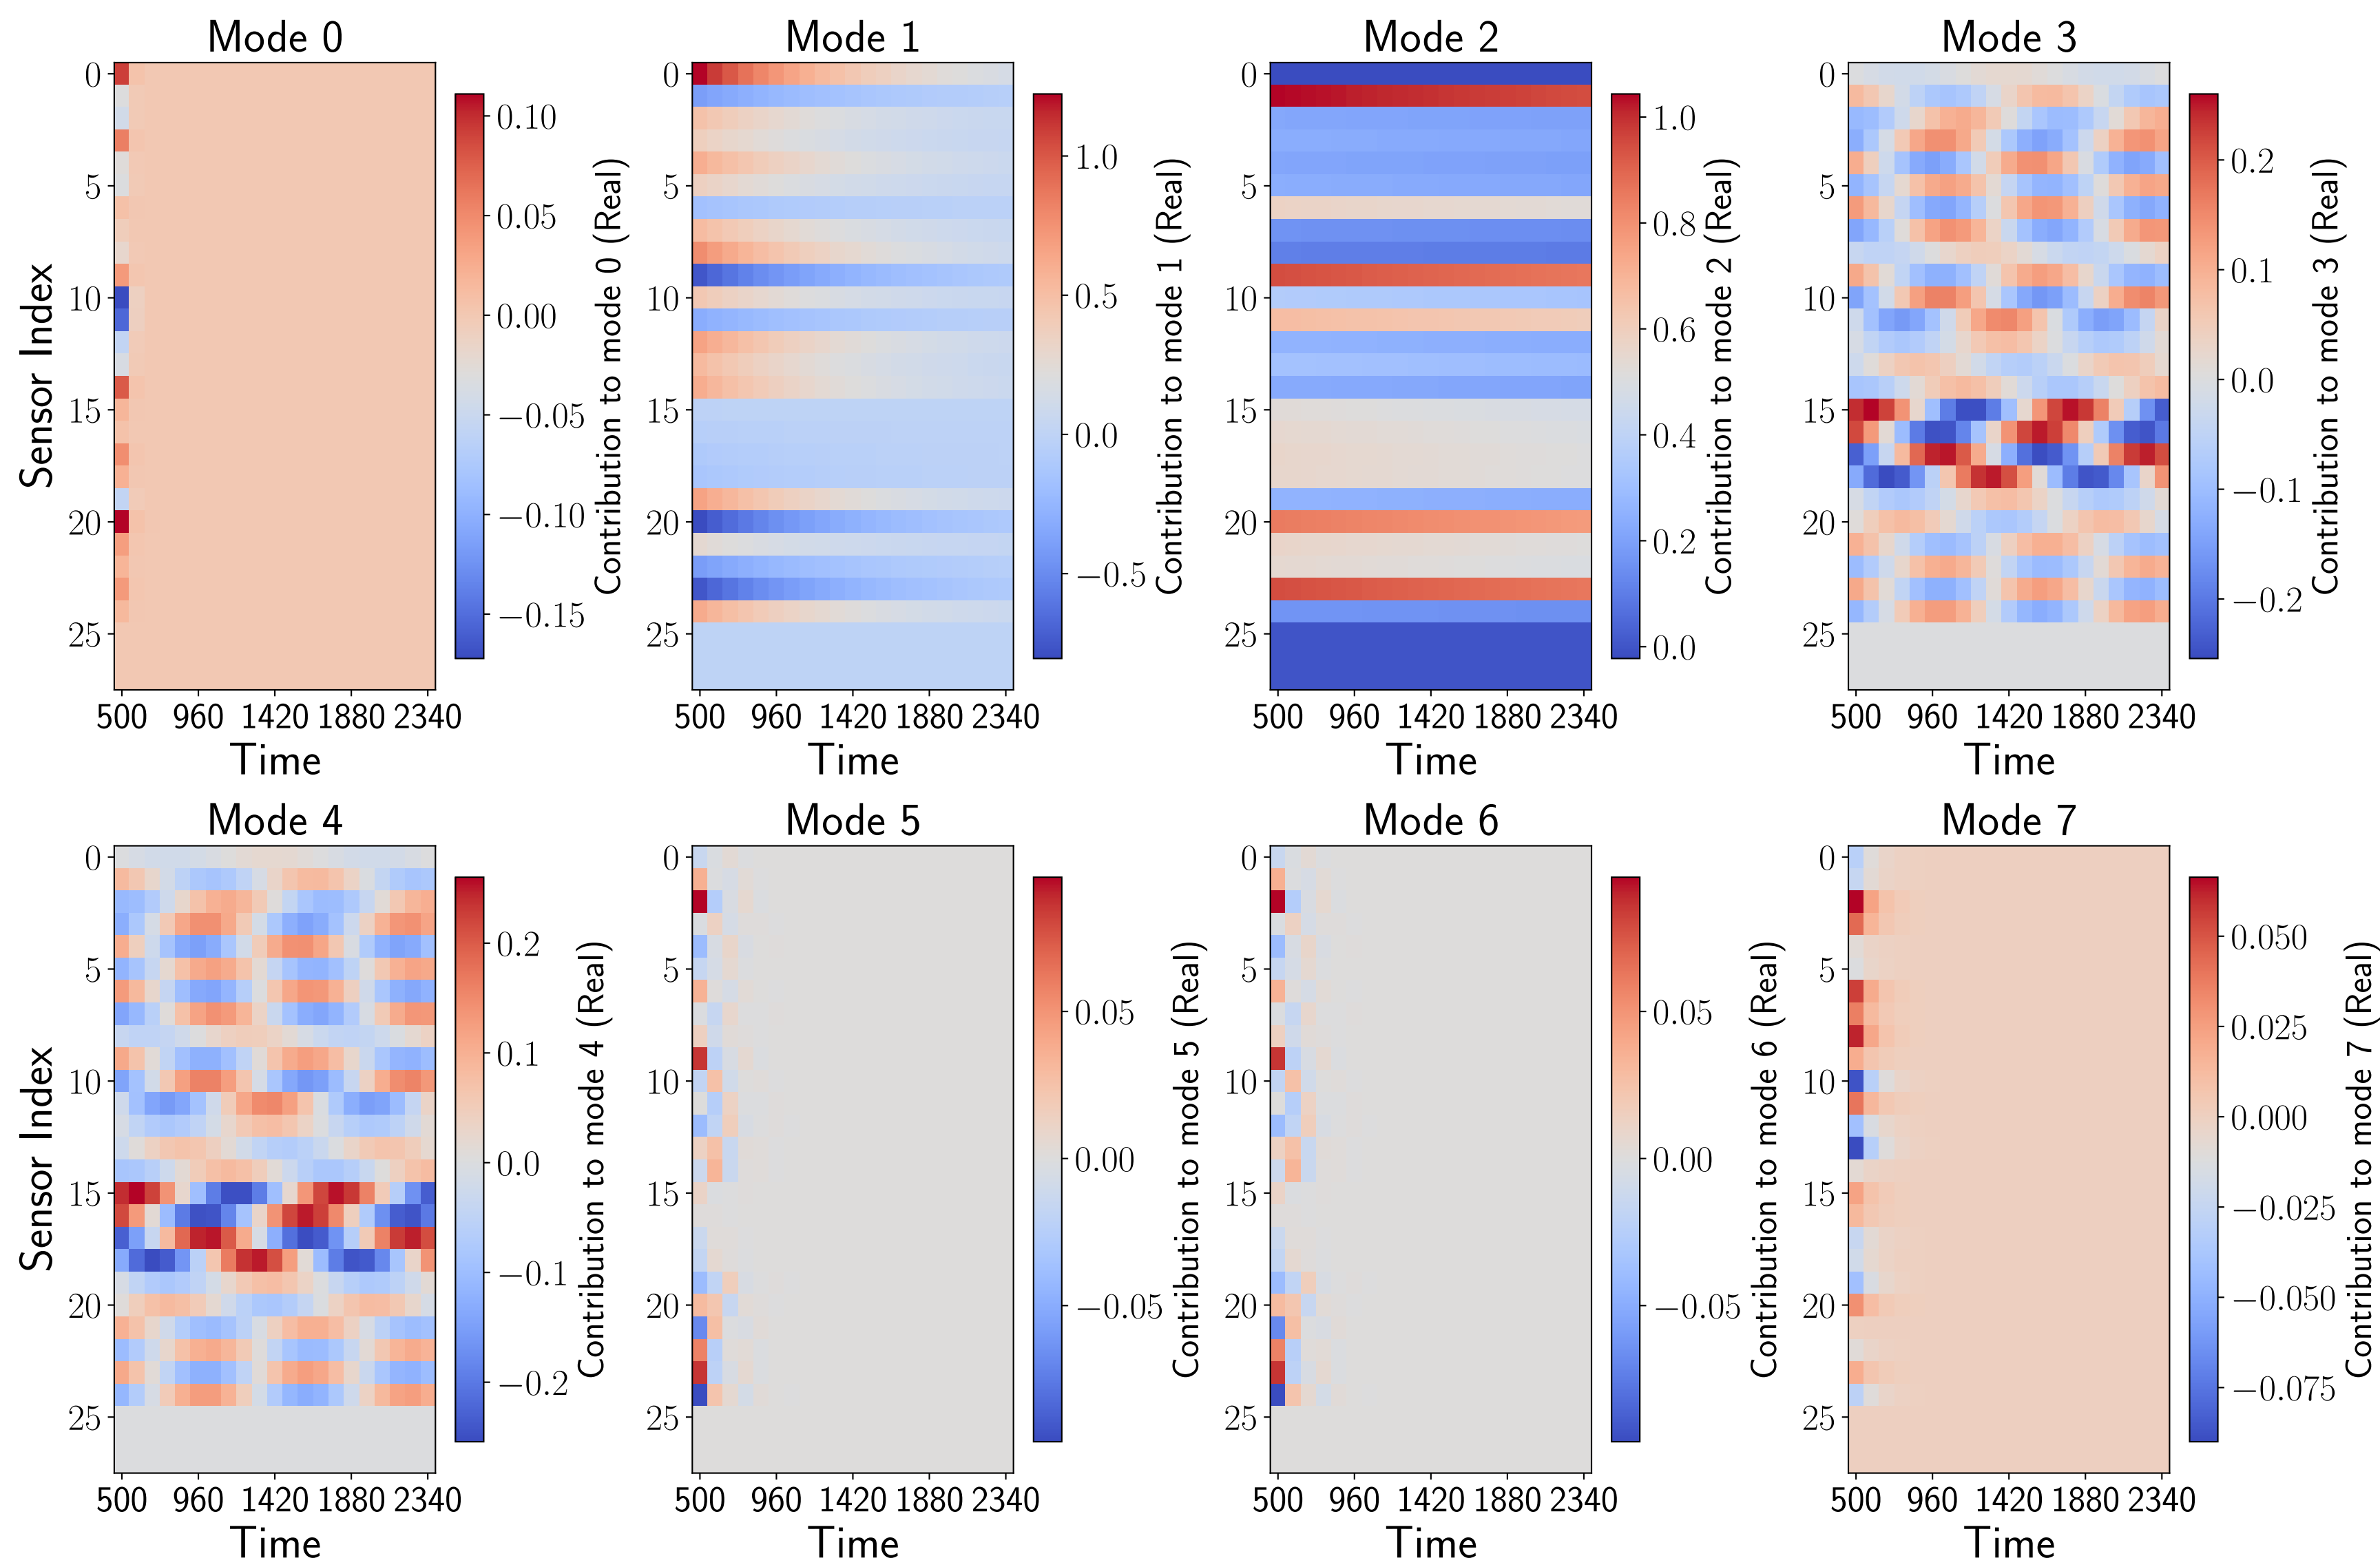 Mode 0
Mode 1
Mode 2
Mode 3
0
5
10
15
20
25
500 960 1420 1880 2340
Time
Sensor Index
0.10
0.05
0.00
−0.05
−0.10
−0.15
Contribution to mode 0 (Real)
0
5
10
15
20
25
500 960 1420 1880 2340
Time
1.0
0.5
0.0
−0.5
Contribution to mode 1 (Real)
0
5
10
15
20
25
500 960 1420 1880 2340
Time
1.0
0.8
0.6
0.4
0.2
0.0
Contribution to mode 2 (Real)
0
5
10
15
20
25
500 960 1420 1880 2340
Time
0.2
0.1
0.0
−0.1
−0.2
Contribution to mode 3 (Real)
Mode 4
Mode 5
Mode 6
Mode 7
0
5
10
15
20
25
500 960 1420 1880 2340
Time
Sensor Index
0.2
0.1
0.0
−0.1
−0.2
Contribution to mode 4 (Real)
0
5
10
15
20
25
500 960 1420 1880 2340
Time
0.05
0.00
−0.05
Contribution to mode 5 (Real)
0
5
10
15
20
25
500 960 1420 1880 2340
Time
0.05
0.00
−0.05
Contribution to mode 6 (Real)
0
5
10
15
20
25
500 960 1420 1880 2340
Time
0.050
0.025
0.000
−0.025
−0.050
−0.075
Contribution to mode 7 (Real)